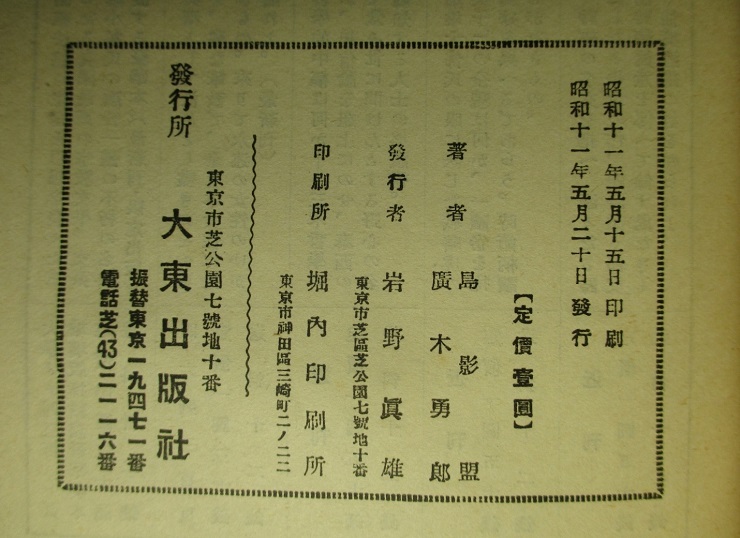 昭和十一年五月十五日印刷
昭和十一年五月二十日發行
【定價壹圓】
著者 島影盟
廣木勇郎
發行者 岩野眞雄
東京市芝區芝公園七號地十番
印刷所 堀內印刷所
東京市神田區三崎町二ノ二二
東京市芝公園七號地十番
發行所 大東出版社
振替東京一九四七一番
電話芝(43)二一一六番